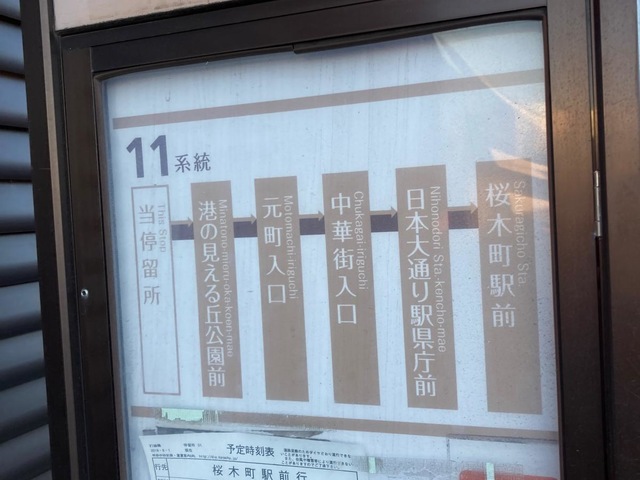 11系統
This Stop
当停留所
Minatono-mieru-oka-koen-mae
港の見える丘公園前
Motomachi-iriguchi
元町入口
Chukagai-iriguchi
中華街入口
Nihonodori Sta. kencho-mae
日本大通り駅県庁前
Sakuragicho Sta.
桜木町駅前
予定時刻表
行先
桜木町駅前行